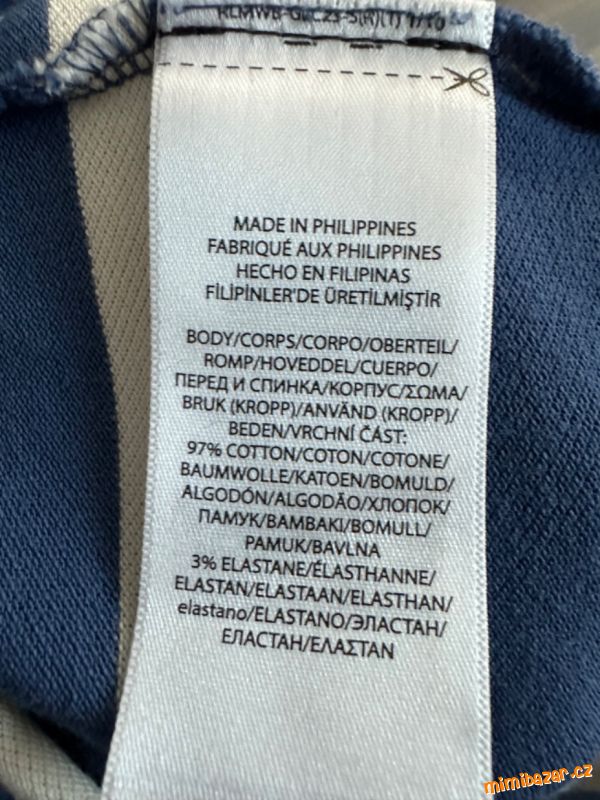 MADE IN PHILIPPINES
FABRIQUÉ AUX PHILIPPINES
HECHO EN FILIPINAS
FİLİPİNLER'DE ÜRETİLMİŞTİR
BODY/CORPS/CORPO/OBERTEIL/
ROMP/HOVEDDEL/CUERPO/
ПЕРЕД И СПИНКА/КОРПУС/ΣΩΜΑ/
BRUK (KROPP)/ANVÄND (KROPP)/
BEDEN/VRCHNÍ ČÁST:
97% COTTON/COTON/COTONE/
BAUMWOLLE/KATOEN/BOMULD/
ALGODÓN/ALGODÃO/ХЛОПОК/
ПАМУК/ΒΑΜΒΑΚΙ/BOMULL/
PAMUK/BAVLNA
3% ELASTANE/ÉLASTHANNE/
ELASTAN/ELASTAAN/ELASTHAN/
elastano/ELASTANO/ЭЛАСТАН/
ЕЛАСТАН/ΕΛΑΣΤΑΝ
mimibazar.cz